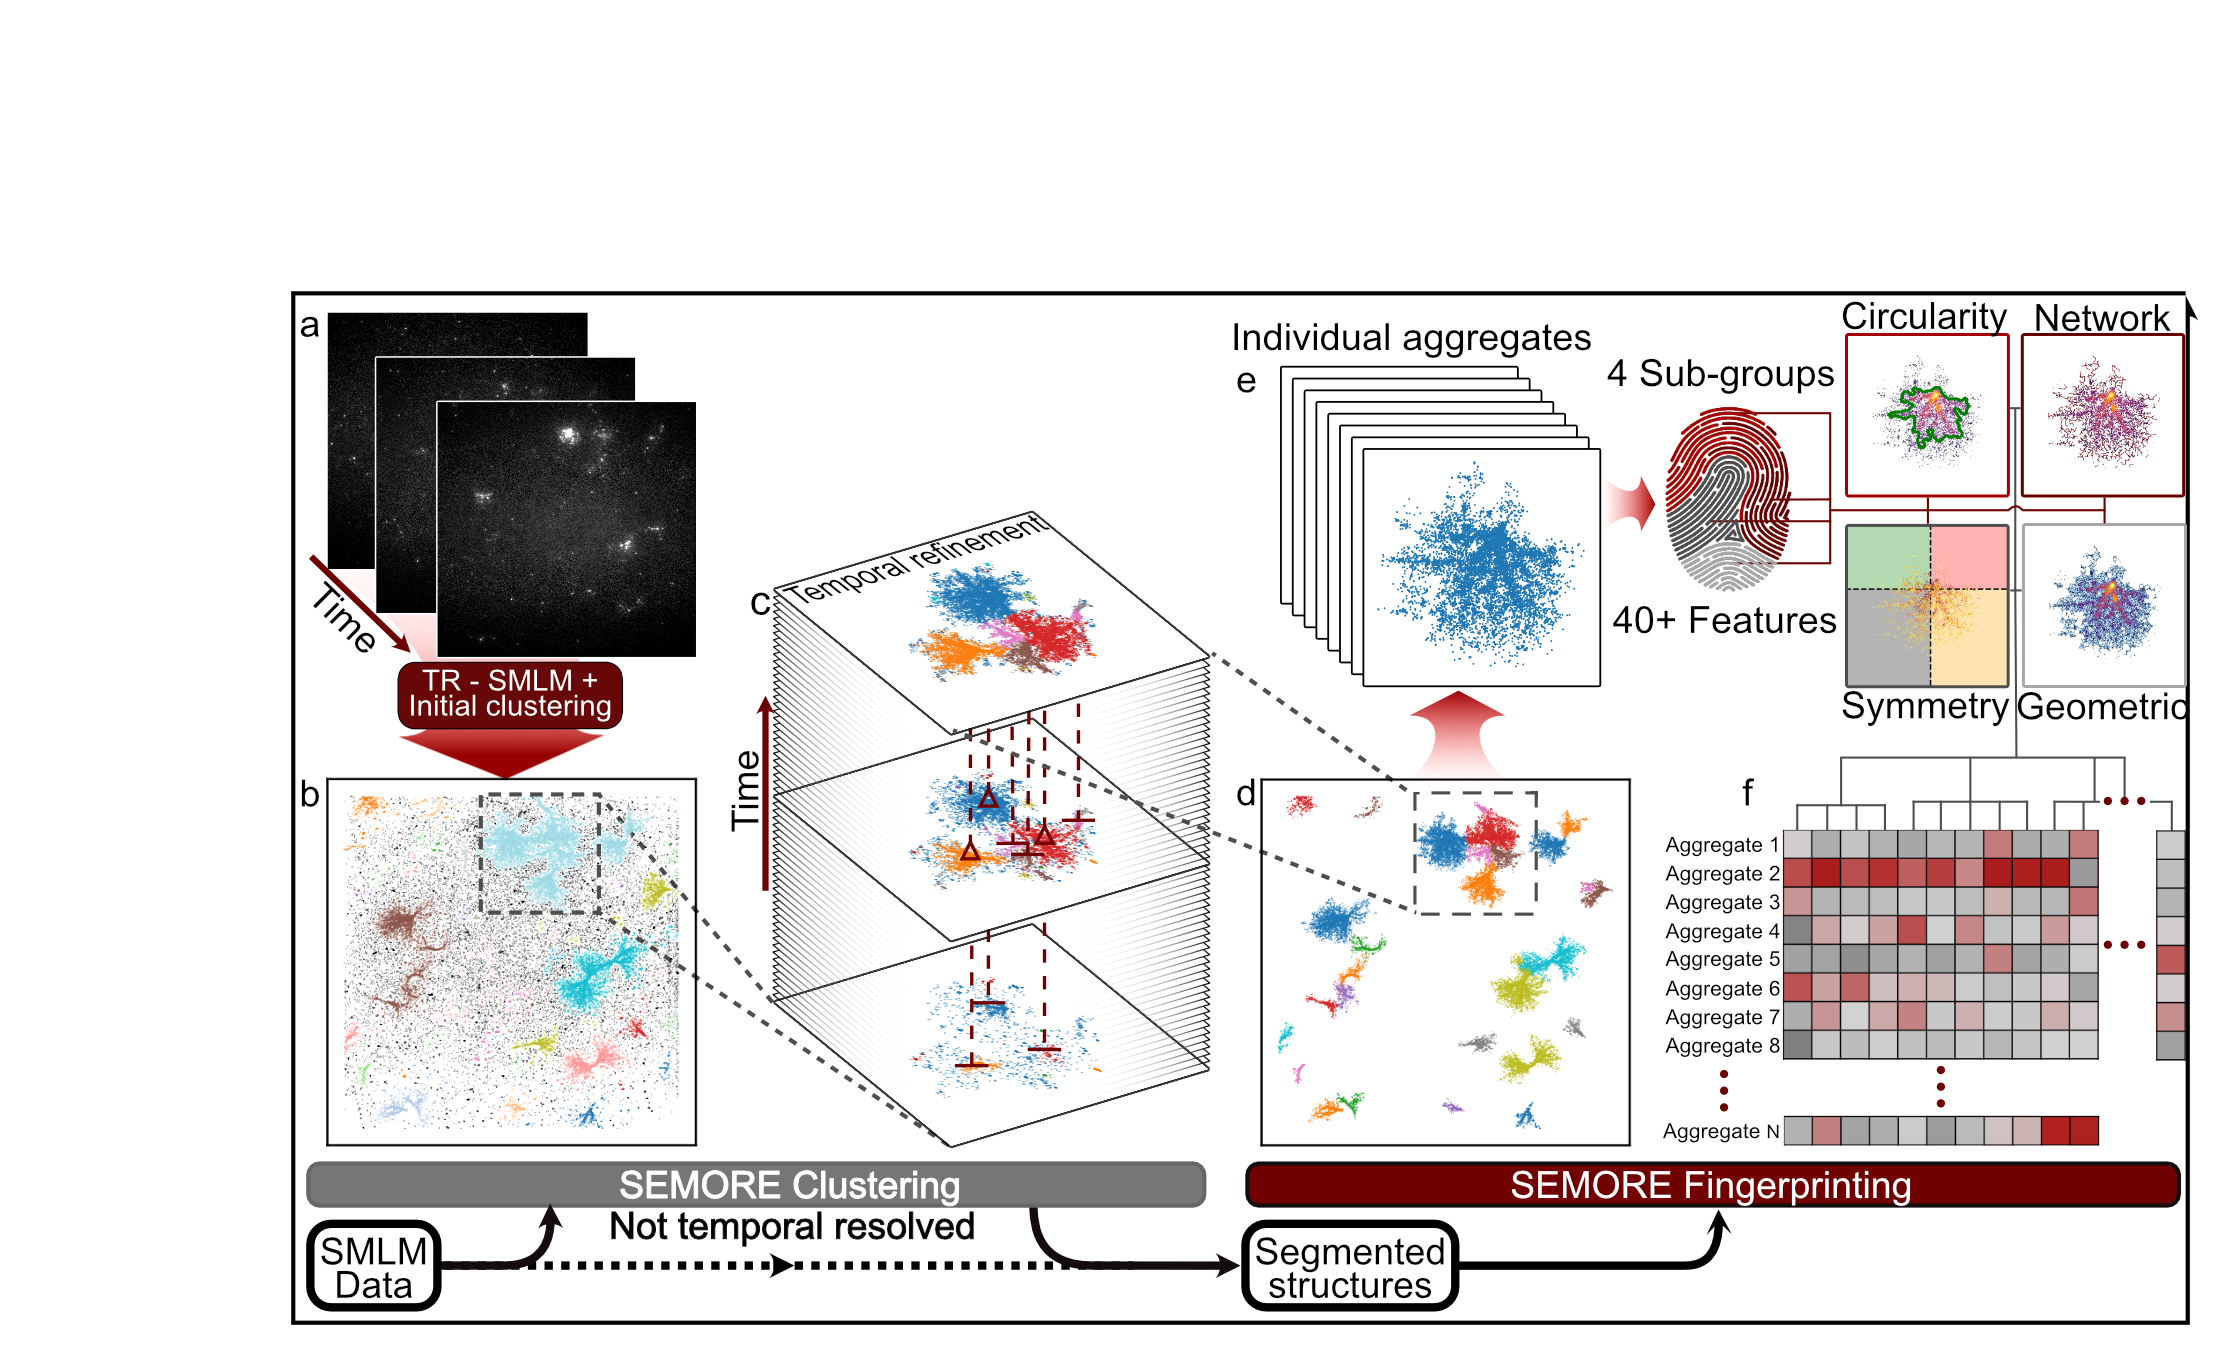 a
Time
TR - SMLM +
Initial clustering
b
c
Temporal refinement
Time
d
Individual aggregates
e
4 Sub-groups
40+ Features
Circularity
Network
Symmetry
Geometric
f
Aggregate 1
Aggregate 2
Aggregate 3
Aggregate 4
Aggregate 5
Aggregate 6
Aggregate 7
Aggregate 8
Aggregate N
SEMORE Clustering
SEMORE Fingerprinting
Not temporal resolved
SMLM
Data
Segmented
structures